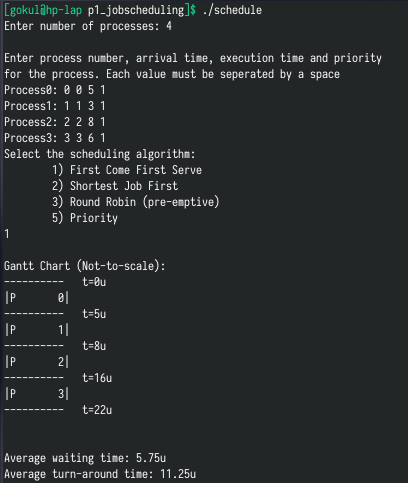 [gokul@hp-lap p1_jobscheduling]$ ./schedule
Enter number of processes: 4

Enter process number, arrival time, execution time and priority
for the process. Each value must be seperated by a space
Process0: 0 0 5 1
Process1: 1 1 3 1
Process2: 2 2 8 1
Process3: 3 3 6 1
Select the scheduling algorithm:
        1) First Come First Serve
        2) Shortest Job First
        3) Round Robin (pre-emptive)
        5) Priority
1

Gantt Chart (Not-to-scale):
----------   t=0u
|P       0|
----------   t=5u
|P       1|
----------   t=8u
|P       2|
----------   t=16u
|P       3|
----------   t=22u

Average waiting time: 5.75u
Average turn-around time: 11.25u